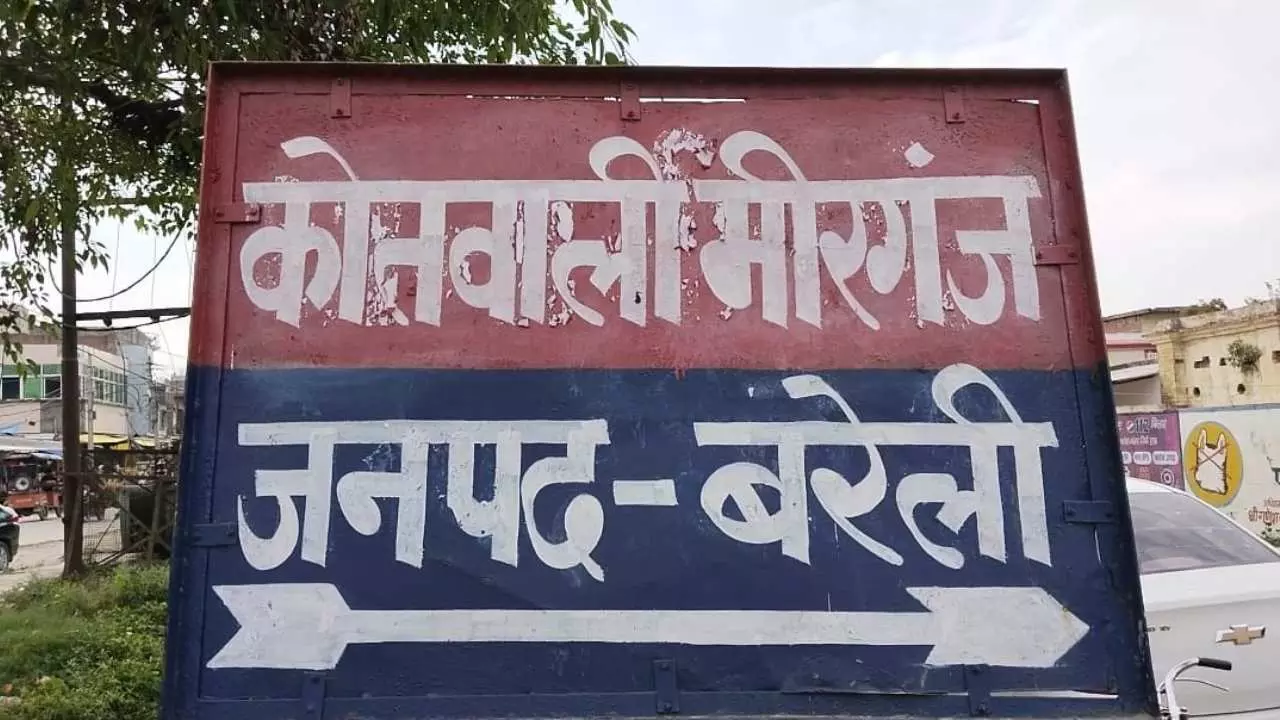 कोतवाली मीरगंज
जनपद-बरेली